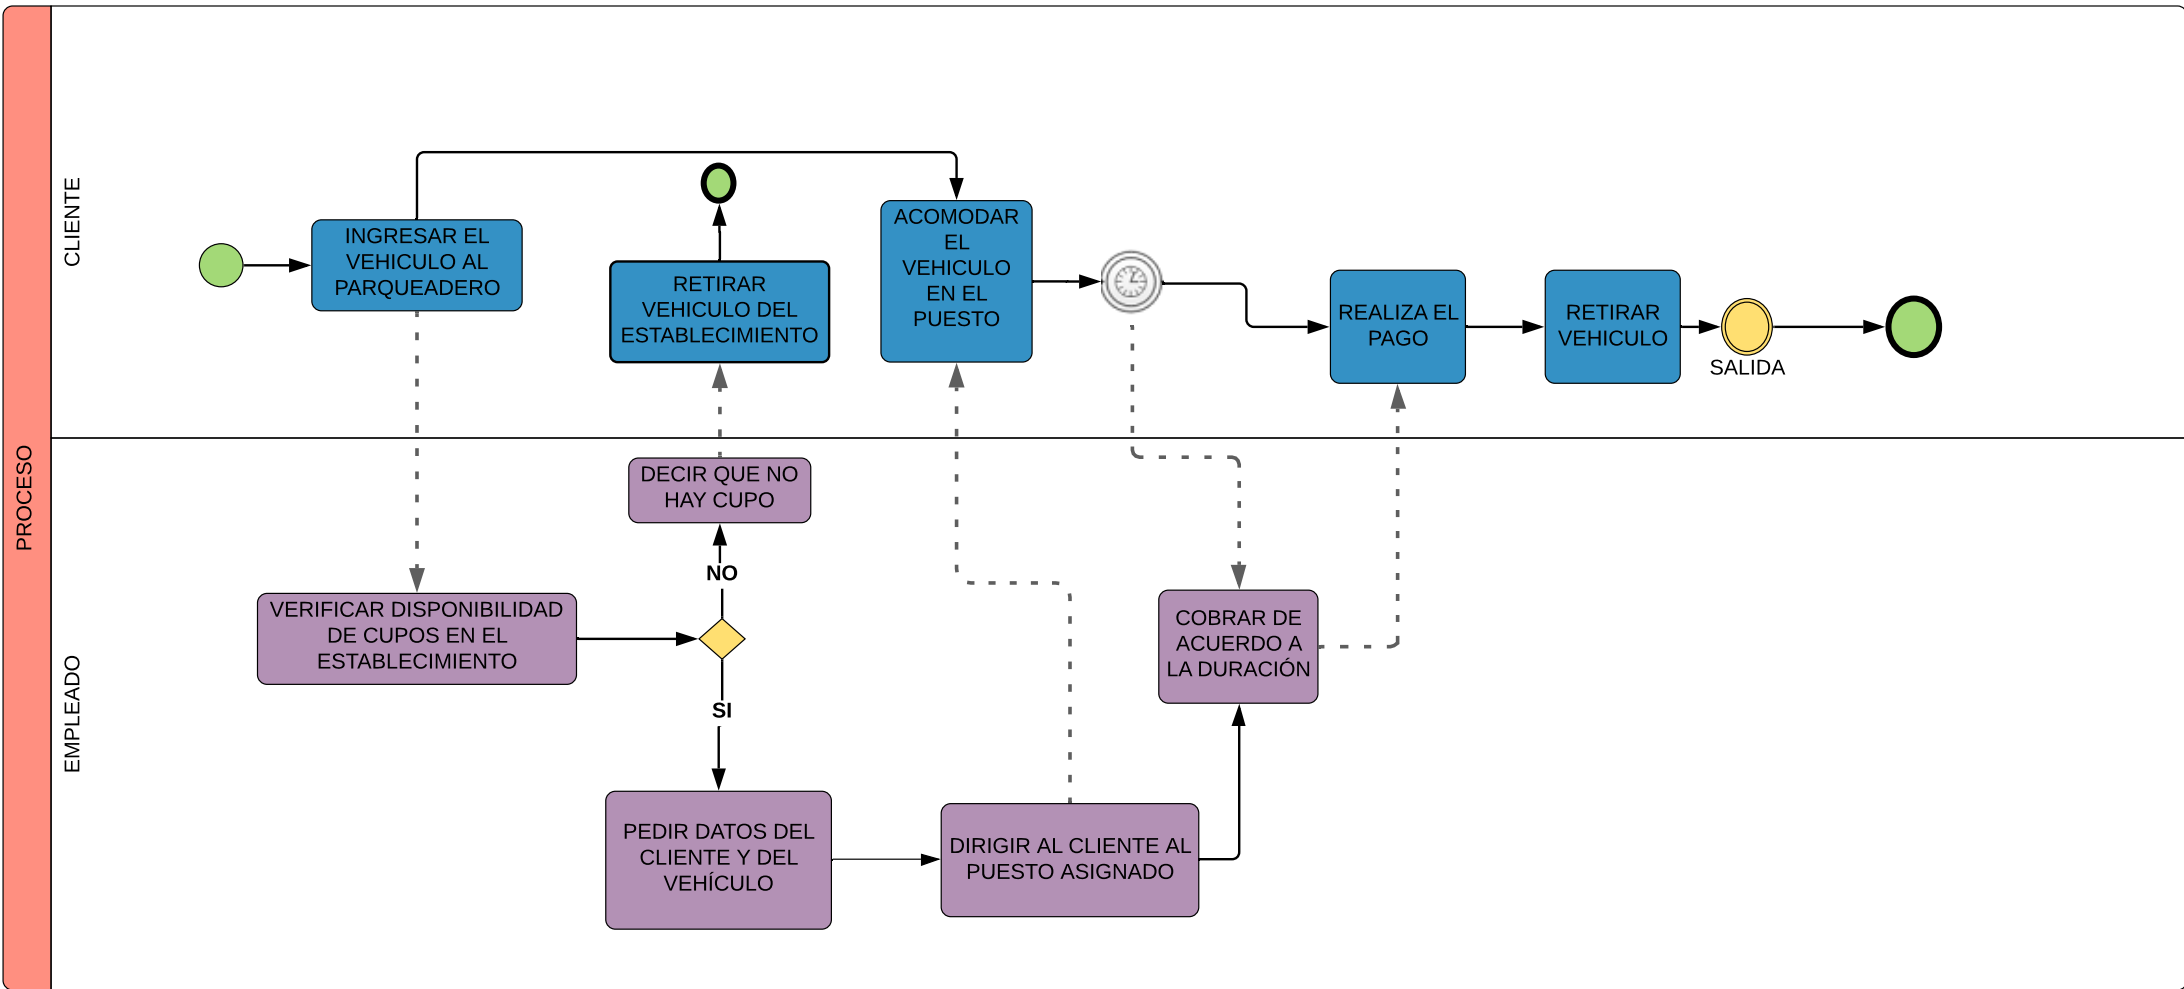 PROCESO
CLIENTE
INGRESAR EL
VEHICULO AL
PARQUEADERO
RETIRAR
VEHICULO DEL
ESTABLECIMIENTO
ACOMODAR
EL
VEHICULO
EN EL
PUESTO
REALIZA EL
PAGO
RETIRAR
VEHICULO
SALIDA
EMPLEADO
VERIFICAR DISPONIBILIDAD
DE CUPOS EN EL
ESTABLECIMIENTO
DECIR QUE NO
HAY CUPO
NO
SI
PEDIR DATOS DEL
CLIENTE Y DEL
VEHÍCULO
DIRIGIR AL CLIENTE AL
PUESTO ASIGNADO
COBRAR DE
ACUERDO A
LA DURACIÓN